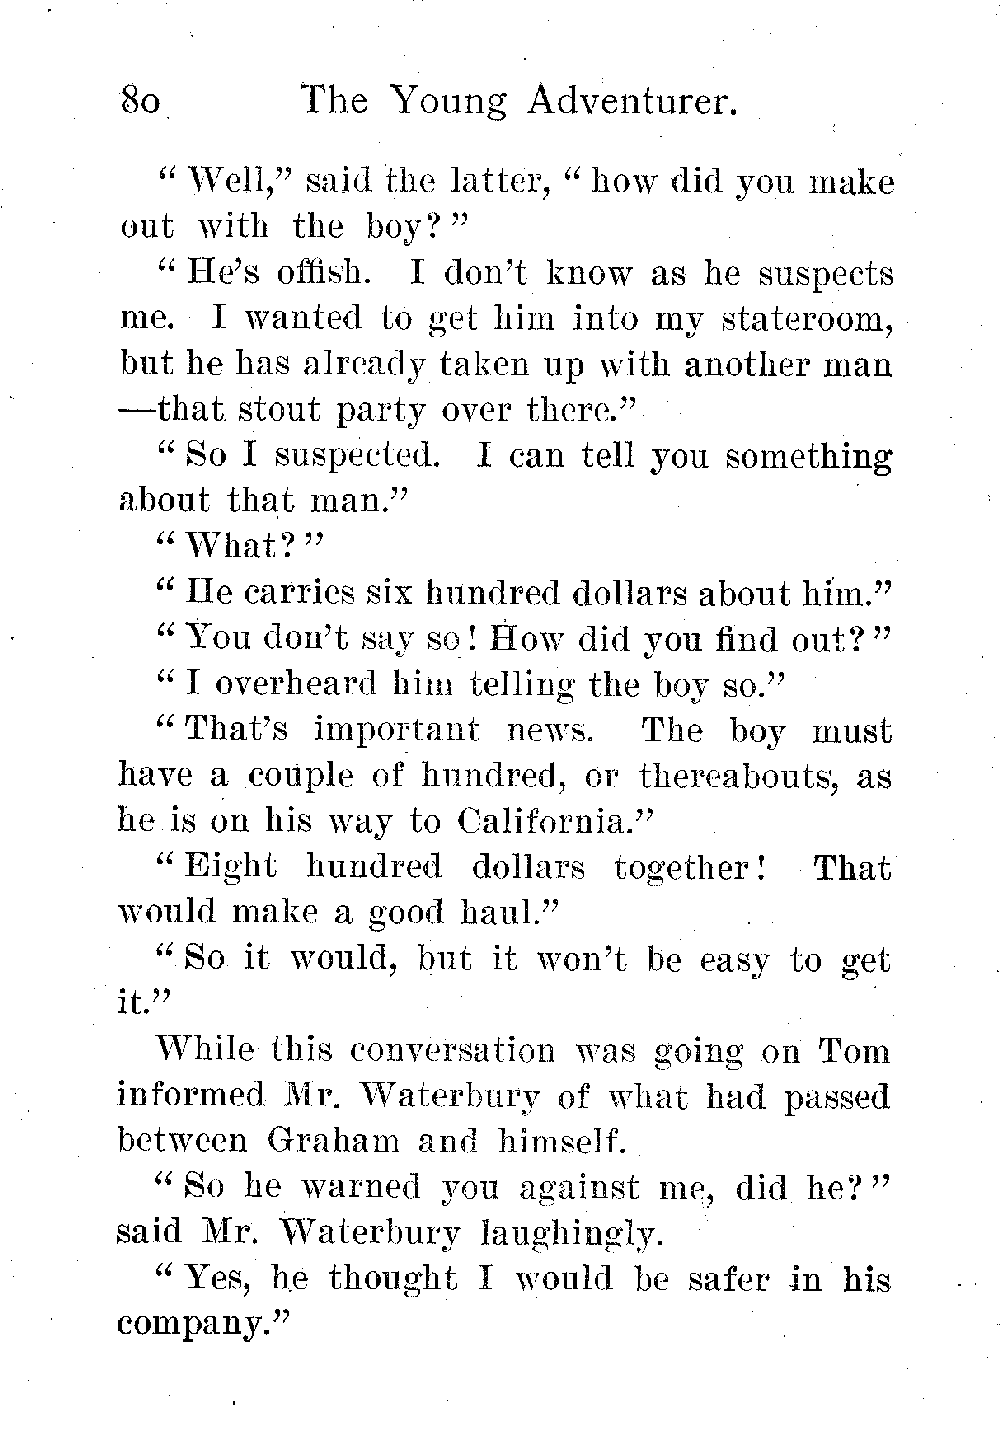 80 The Young Adventurer.
“ Well,” said the latter, “ how did you make
out with the boy? ”
“ He’s offish. I don’t know as he suspects
me. I wanted to get him into my stateroom,
but he has already taken up with another man
—that stout party over there.”
“ So I suspected. I can tell you something
about that man.”
“ What? ”
“ He carries six hundred dollars about him.”
“ You don’t say so! How did you find out? ”
“ I overheard him telling the boy so.”
“ That’s important news. The boy must
have a couple of hundred, or thereabouts, as
he is on his way to California.”
“ Eight hundred dollars together! That
would make a good haul.”
“ So it would, but it won’t be easy to get
it.”
While this conversation was going on Tom
informed Mr. Waterbury of what had passed
between Graham and himself.
“ So he warned you against me, did he? ”
said Mr. Waterbury laughingly.
“ Yes, he thought I would be safer in his
company.”